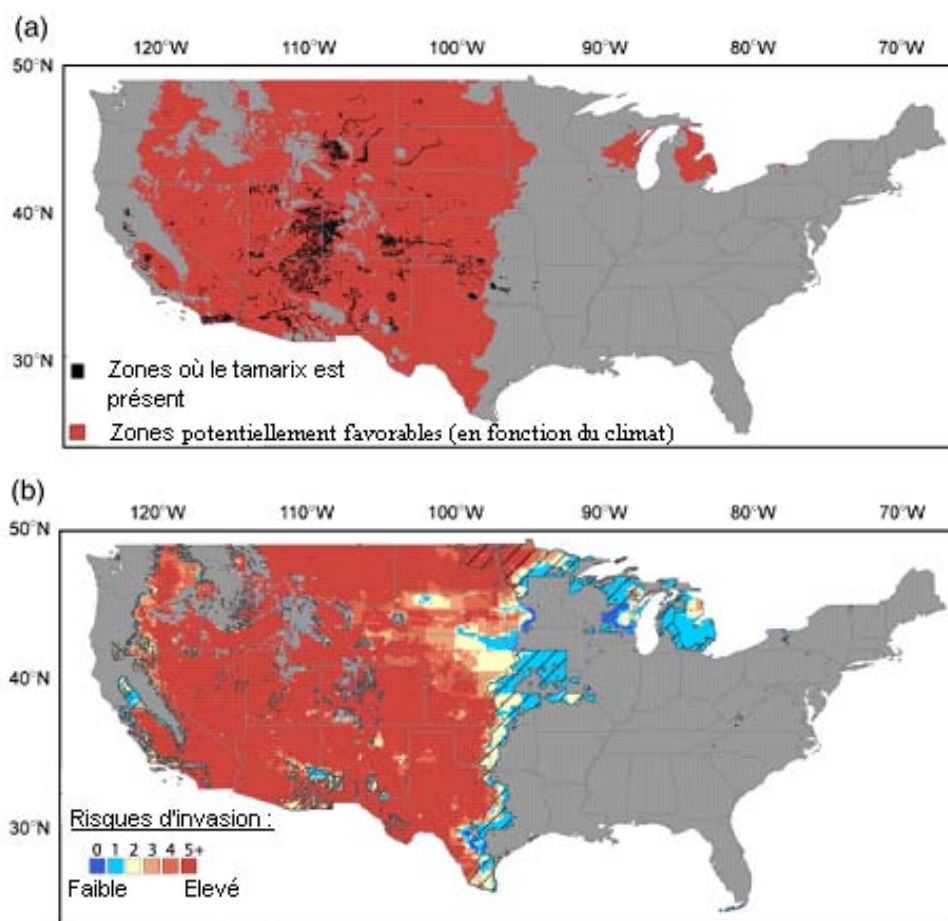 (a)
120°W 110°W 100°W 90°W 80°W 70°W
50°N
40°N
30°N
Zones où le tamarix est
présent
Zones potentiellement favorables (en fonction du climat)
(b)
120°W 110°W 100°W 90°W 80°W 70°W
50°N
40°N
30°N
Risques d'invasion :
0 1 2 3 4 5+
Faible Elevé